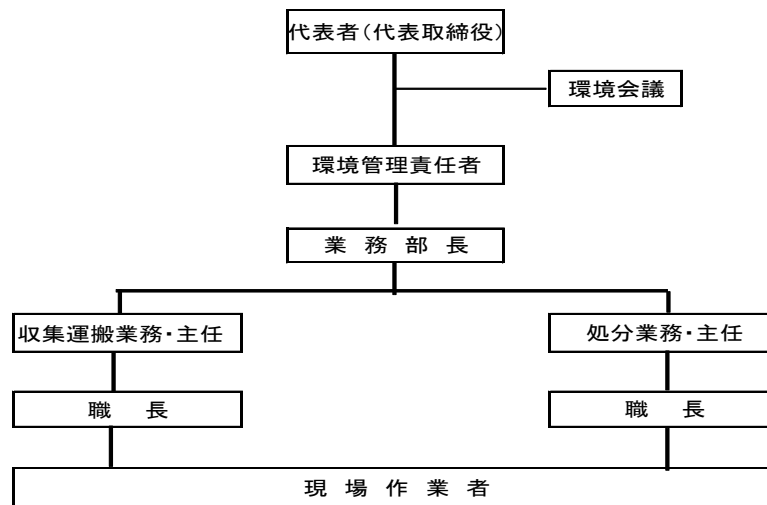 代表者(代表取締役)
環境会議
環境管理責任者
業 務 部 長
収集運搬業務・主任
処分業務・主任
職 長
職 長
現 場 作 業 者